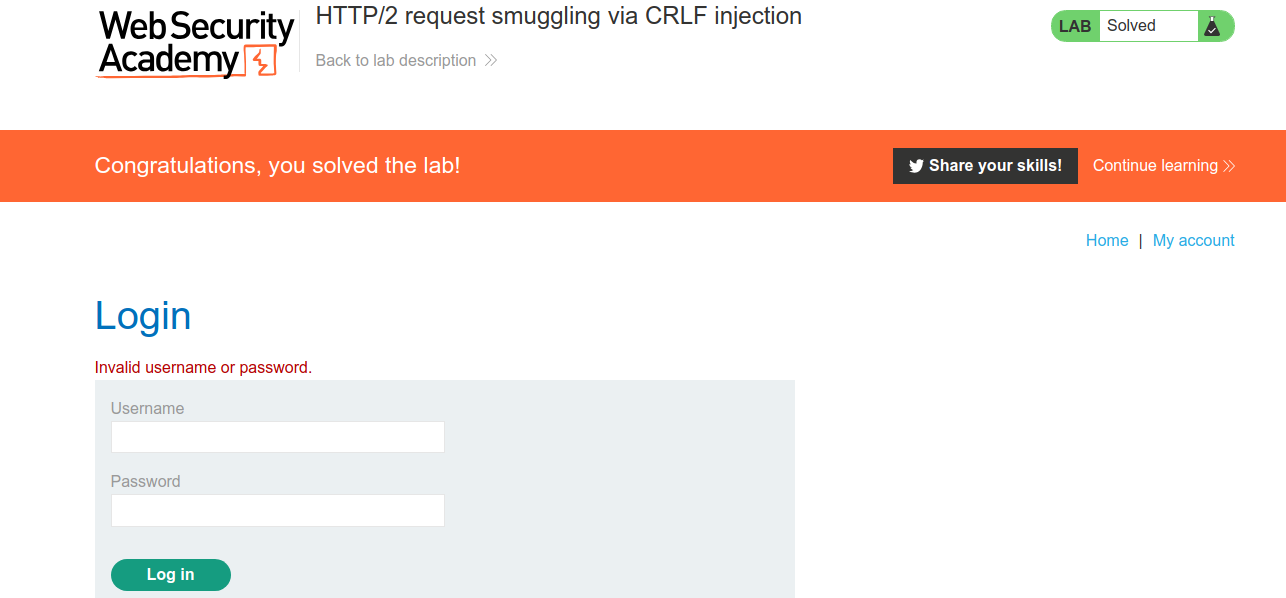 Web Security
Academy
HTTP/2 request smuggling via CRLF injection
Back to lab description
LAB Solved
Congratulations, you solved the lab!
Share your skills!
Continue learning
Home | My account
Login
Invalid username or password.
Username
Password
Log in